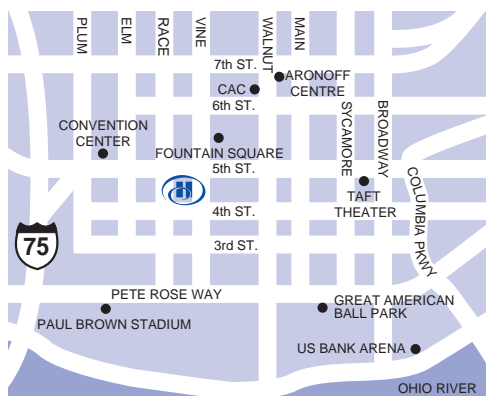 PLUM
ELM
RACE
VINE
WALNUT
MAIN
7th ST.
ARONOFF
CENTRE
CAC
6th ST.
SYCAMORE
BROADWAY
CONVENTION
CENTER
FOUNTAIN SQUARE
5th ST.
COLUMBIA PKWY
TAFT
THEATER
H
4th ST.
75
3rd ST.
PETE ROSE WAY
GREAT AMERICAN
BALL PARK
PAUL BROWN STADIUM
US BANK ARENA
OHIO RIVER